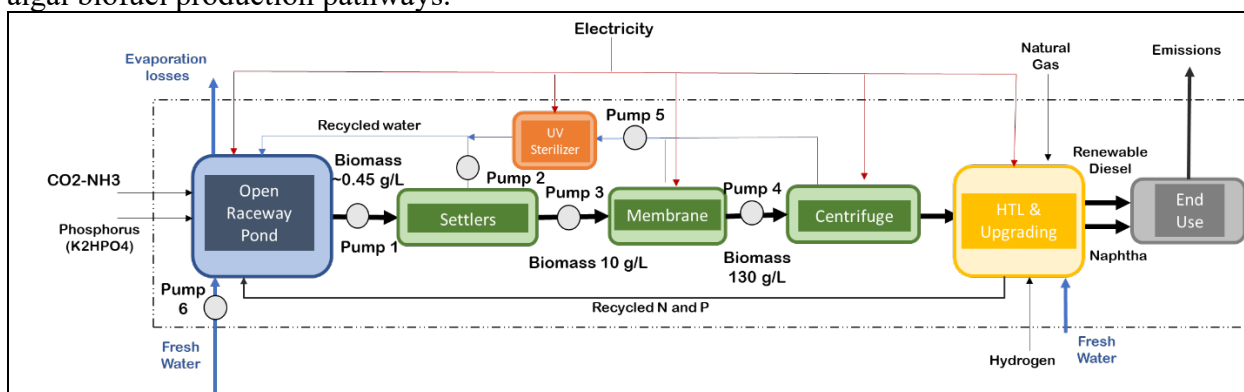 algal biofuel production pathways.
Electricity
Natural
Gas
Emissions
Evaporation
losses
Recycled water
UV
Sterilizer
Pump 5
Renewable
Diesel
CO2-NH3
Biomass
~0.45 g/L
Pump 2
Pump 3
Pump 4
Open
Raceway
Pond
Settlers
Membrane
Centrifuge
HTL &
Upgrading
End
Use
Phosphorus
(K2HPO4)
Pump 1
Biomass 10 g/L
Biomass
130 g/L
Naphtha
Pump
6
Recycled N and P
Fresh
Water
Hydrogen
Fresh
Water